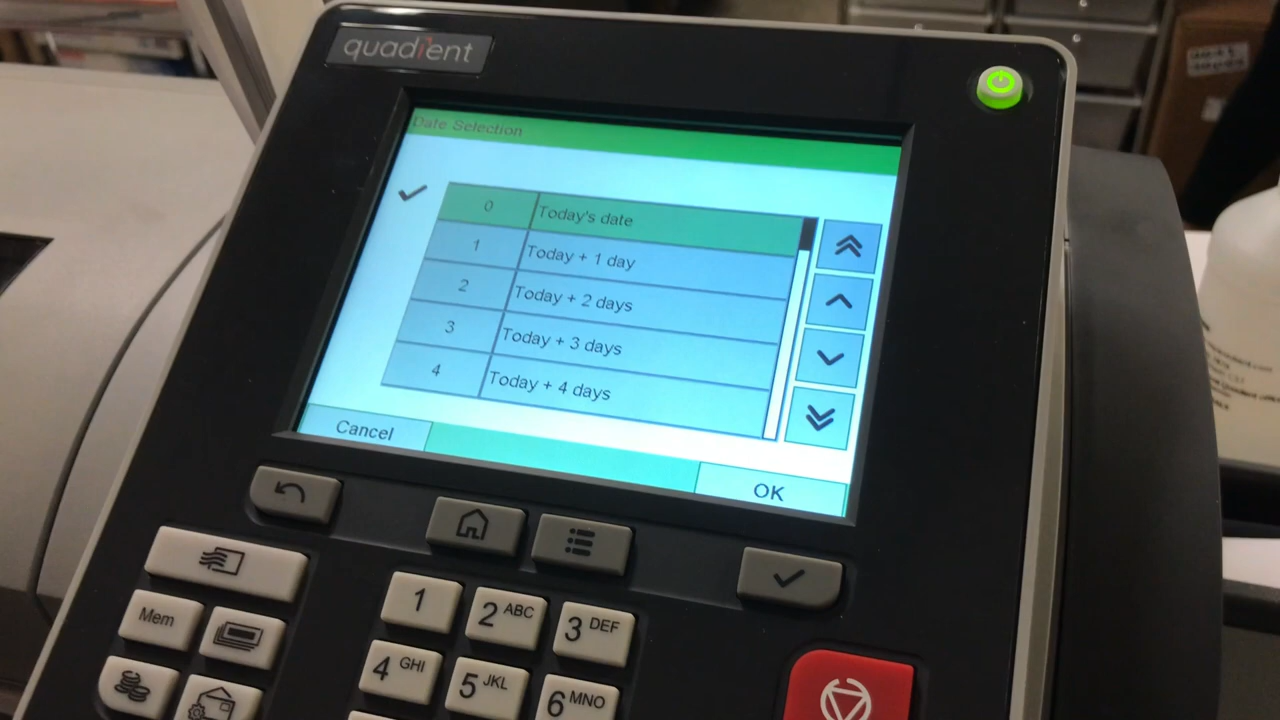 quadient
Date Selection
0 Today's date
1 Today + 1 day
2 Today + 2 days
3 Today + 3 days
4 Today + 4 days
Cancel
OK
Mem
1
2 ABC
3 DEF
4 GHI
5 JKL
6 MNO